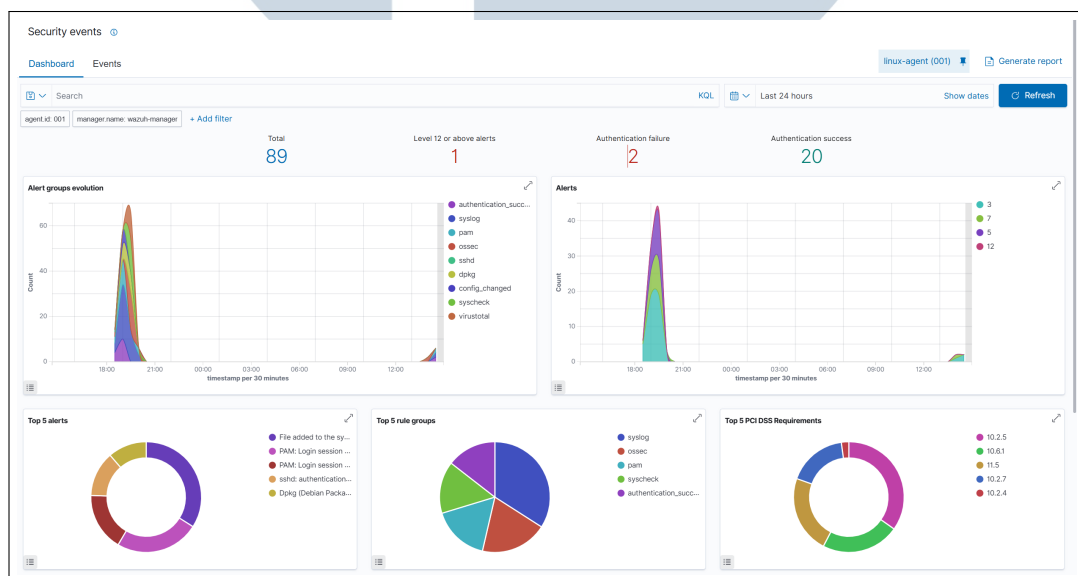 Security events
Dashboard Events
linux-agent (001) Generate report
Search KQL Last 24 hours Show dates Refresh
agent.id: 001 manager.name: wazuh-manager + Add filter
Total
89
Level 12 or above alerts
1
Authentication failure
2
Authentication success
20
Alert groups evolution
Count
60
40
20
0
18:00 21:00 00:00 03:00 06:00 09:00 12:00
timestamp per 30 minutes
authentication_succ...
syslog
pam
ossec
sshd
dpkg
config_changed
syscheck
virustotal
Alerts
Count
40
30
20
10
0
18:00 21:00 00:00 03:00 06:00 09:00 12:00
timestamp per 30 minutes
3
7
5
12
Top 5 alerts
File added to the sy...
PAM: Login session ...
PAM: Login session ...
sshd: authentication...
Dpkg (Debian Packa...
Top 5 rule groups
syslog
ossec
pam
syscheck
authentication_succ...
Top 5 PCI DSS Requirements
10.2.5
10.6.1
11.5
10.2.7
10.2.4